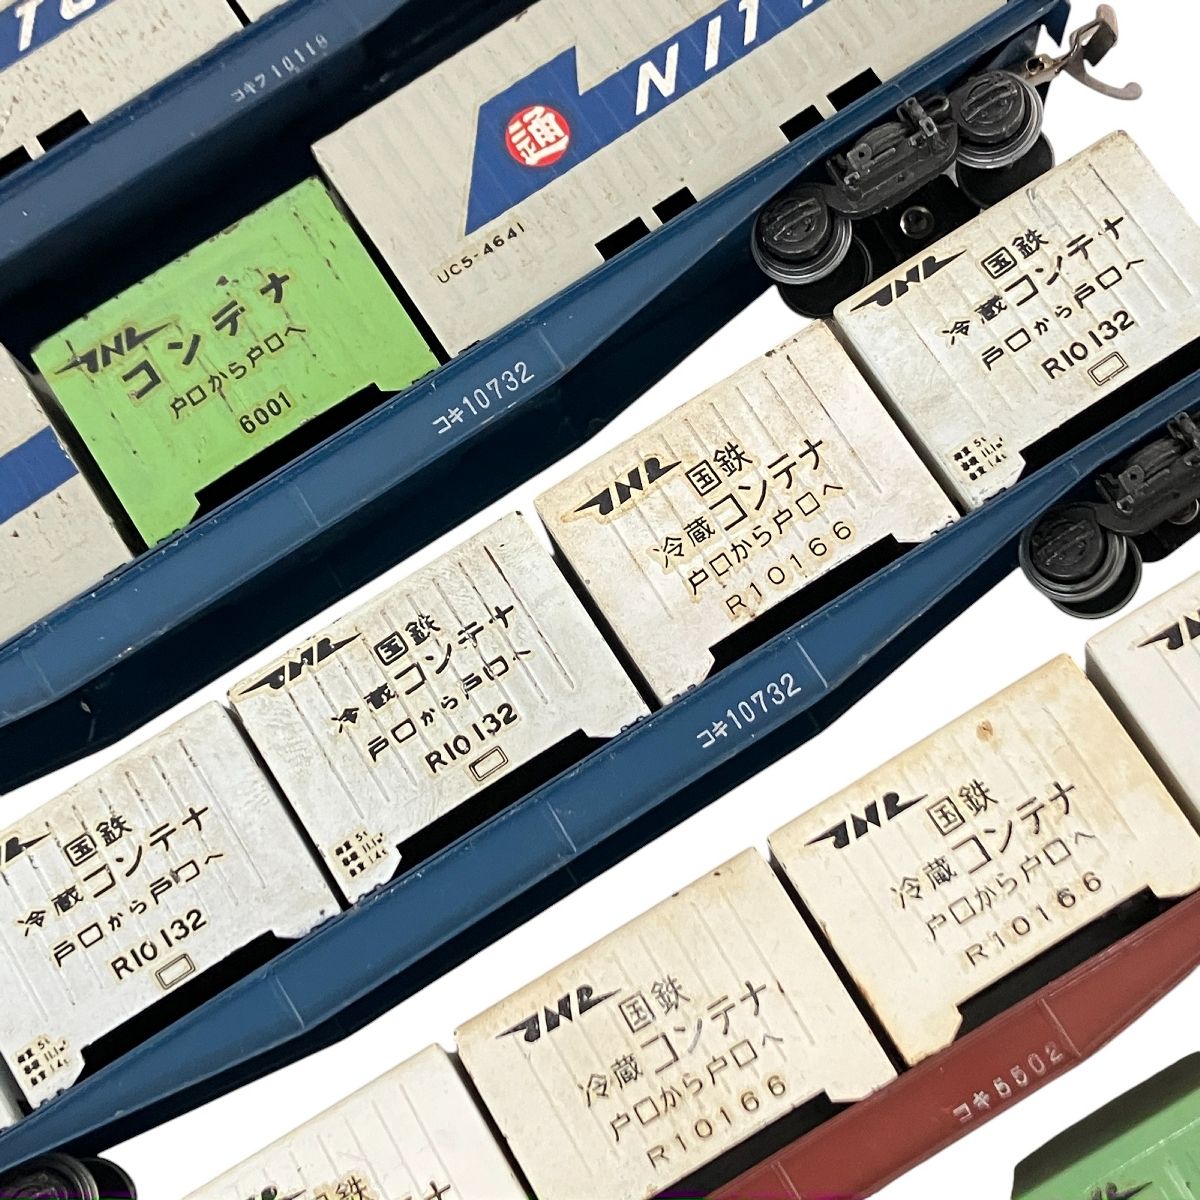 コキフ10118
通 NITT
UC5-4641
JNR
コンテナ
戸口から戸口へ
6001
コキ10732
JNR 国鉄
冷蔵コンテナ
戸口から戸口へ
R10132
JNR 国鉄
冷蔵コンテナ
戸口から戸口へ
R10166
JNR 国鉄
冷蔵コンテナ
戸口から戸口へ
R10132
国鉄
冷蔵コンテナ
戸口から戸口へ
R10132
コキ10732
JNR 国鉄
冷蔵コンテナ
戸口から戸口へ
R10166
JNR 国鉄
冷蔵コンテナ
戸口から戸口へ
R10166
コキ5502
国鉄